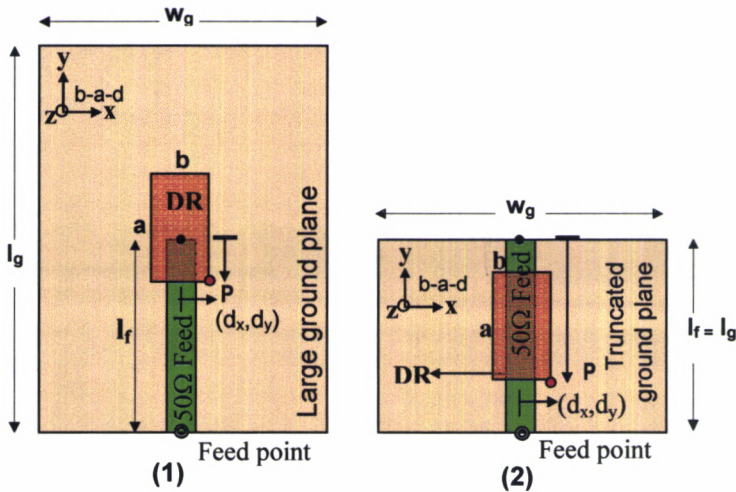 w_g
y
b-a-d
z
x
b
DR
a
l_g
P
(d_x,d_y)
l_f
50Ω Feed
Large ground plane
Feed point
(1)
w_g
y
b-a-d
z
x
b
a
50Ω Feed
Truncated
ground plane
l_f = l_g
DR
P
(d_x,d_y)
Feed point
(2)